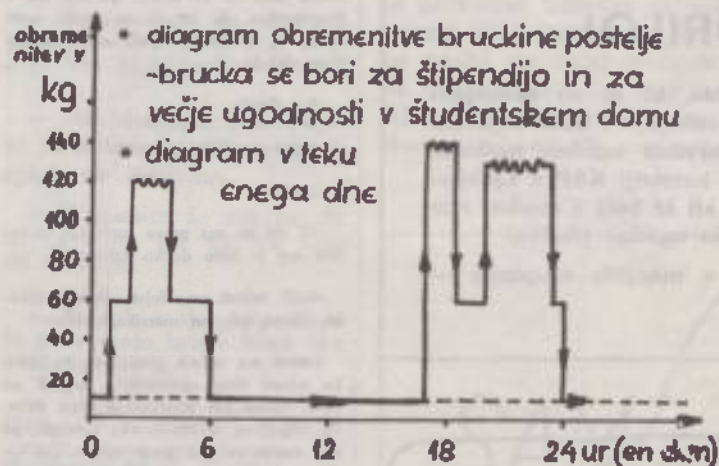 obreme
nitev v
kg
• diagram obremenitve bruckine postelje
-brucka se bori za štipendijo in za
večje ugodnosti v študentskem domu
• diagram v teku
enega dne
140
120
100
80
60
40
20
0 6 12 18 24 ur (en dan)